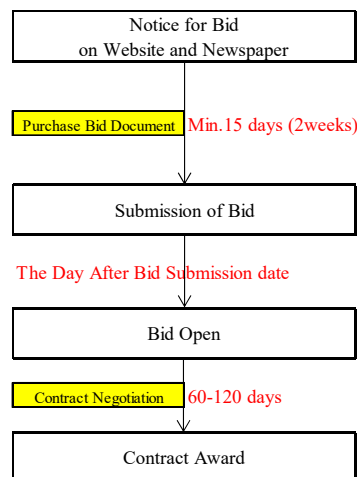 Notice for Bid
on Website and Newspaper
Purchase Bid Document
Min.15 days (2weeks)
Submission of Bid
The Day After Bid Submission date
Bid Open
Contract Negotiation
60-120 days
Contract Award